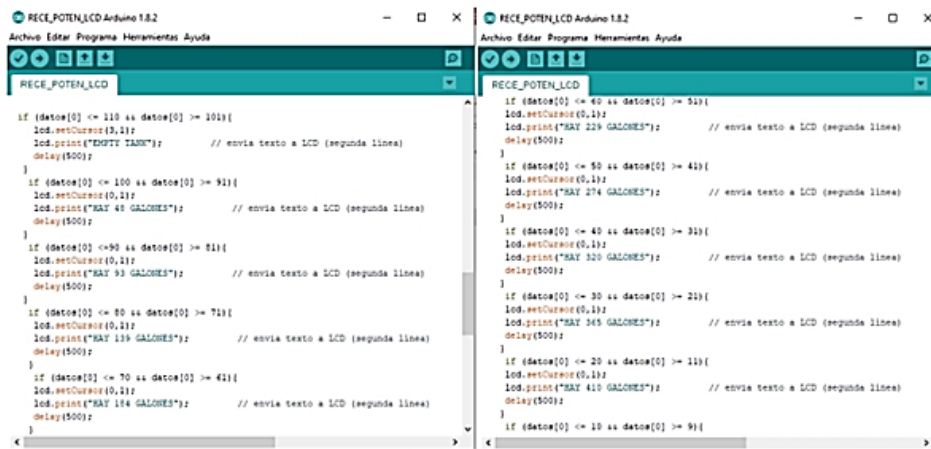 RECE_POTEN_LCD Arduino 1.8.2
Archivo Editar Programa Herramientas Ayuda
RECE_POTEN_LCD
if (datos[0] <= 110 && datos[0] >= 101){
lcd.setCursor(3,1);
lcd.print("EMPTY TANK"); // envia texto a LCD (segunda linea)
delay(500);
}
if (datos[0] <= 100 && datos[0] >= 91){
lcd.setCursor(0,1);
lcd.print("HAY 48 GALONES"); // envia texto a LCD (segunda linea)
delay(500);
}
if (datos[0] <=90 && datos[0] >= 81){
lcd.setCursor(0,1);
lcd.print("HAY 93 GALONES"); // envia texto a LCD (segunda linea)
delay(500);
}
if (datos[0] <= 80 && datos[0] >= 71){
lcd.setCursor(0,1);
lcd.print("HAY 139 GALONES"); // envia texto a LCD (segunda linea)
delay(500);
}
if (datos[0] <= 70 && datos[0] >= 61){
lcd.setCursor(0,1);
lcd.print("HAY 184 GALONES"); // envia texto a LCD (segunda linea)
delay(500);
}
RECE_POTEN_LCD Arduino 1.8.2
Archivo Editar Programa Herramientas Ayuda
RECE_POTEN_LCD
if (datos[0] <= 60 && datos[0] >= 51){
lcd.setCursor(0,1);
lcd.print("HAY 229 GALONES"); // envia texto a LCD (segunda linea)
delay(500);
}
if (datos[0] <= 50 && datos[0] >= 41){
lcd.setCursor(0,1);
lcd.print("HAY 274 GALONES"); // envia texto a LCD (segunda linea)
delay(500);
}
if (datos[0] <= 40 && datos[0] >= 31){
lcd.setCursor(0,1);
lcd.print("HAY 320 GALONES"); // envia texto a LCD (segunda linea)
delay(500);
}
if (datos[0] <= 30 && datos[0] >= 21){
lcd.setCursor(0,1);
lcd.print("HAY 365 GALONES"); // envia texto a LCD (segunda linea)
delay(500);
}
if (datos[0] <= 20 && datos[0] >= 11){
lcd.setCursor(0,1);
lcd.print("HAY 410 GALONES"); // envia texto a LCD (segunda linea)
delay(500);
}
if (datos[0] <= 10 && datos[0] >= 9){